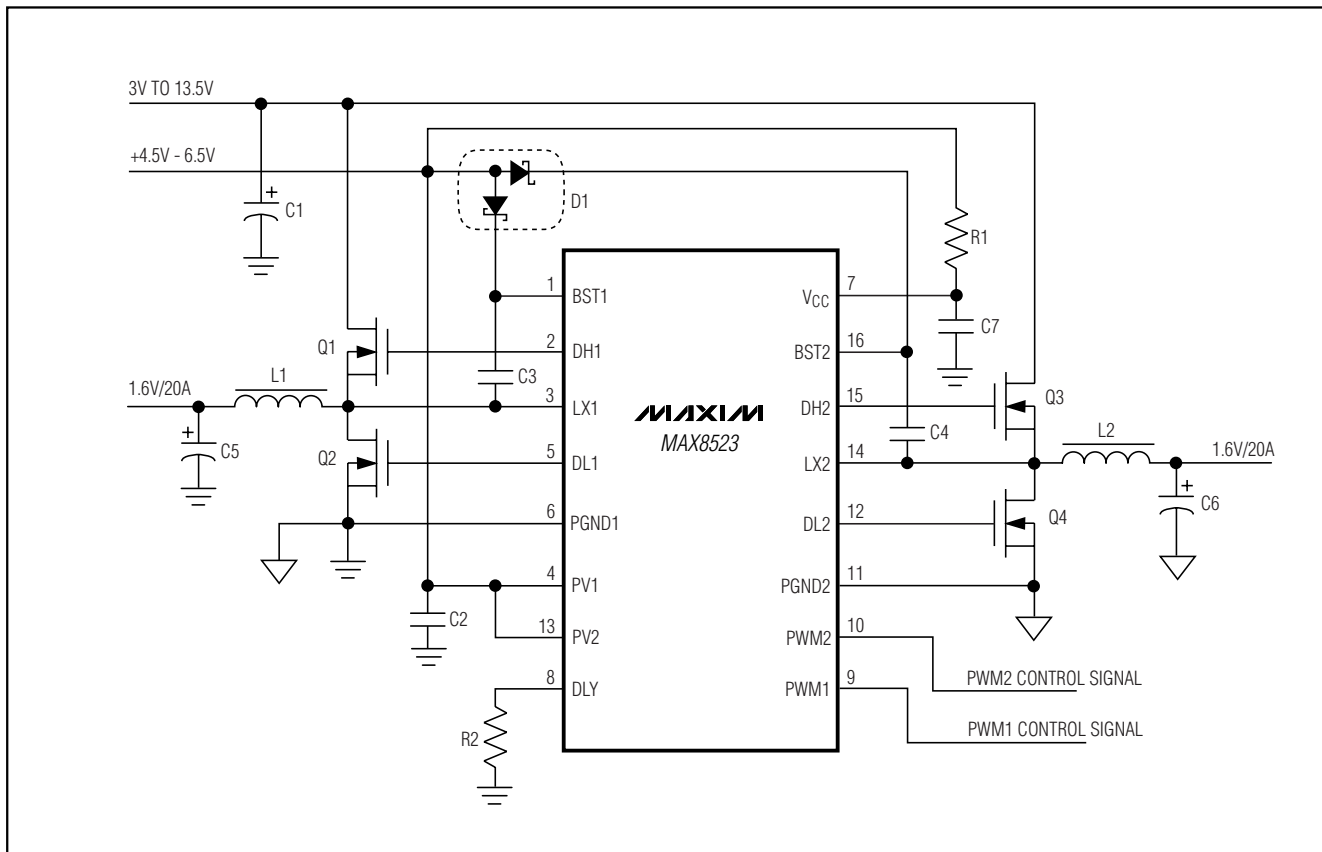 3V TO 13.5V
+4.5V - 6.5V
+
C1
D1
R1
1
BST1
VCC
7
C7
Q1
2
DH1
BST2
16
C3
1.6V/20A
L1
3
LX1
MAXIM
MAX8523
DH2
15
Q3
C4
+
C5
Q2
5
DL1
LX2
14
L2
1.6V/20A
+
C6
6
PGND1
DL2
12
Q4
4
PV1
PGND2
11
C2
13
PV2
PWM2
10
PWM2 CONTROL SIGNAL
8
DLY
PWM1
9
PWM1 CONTROL SIGNAL
R2